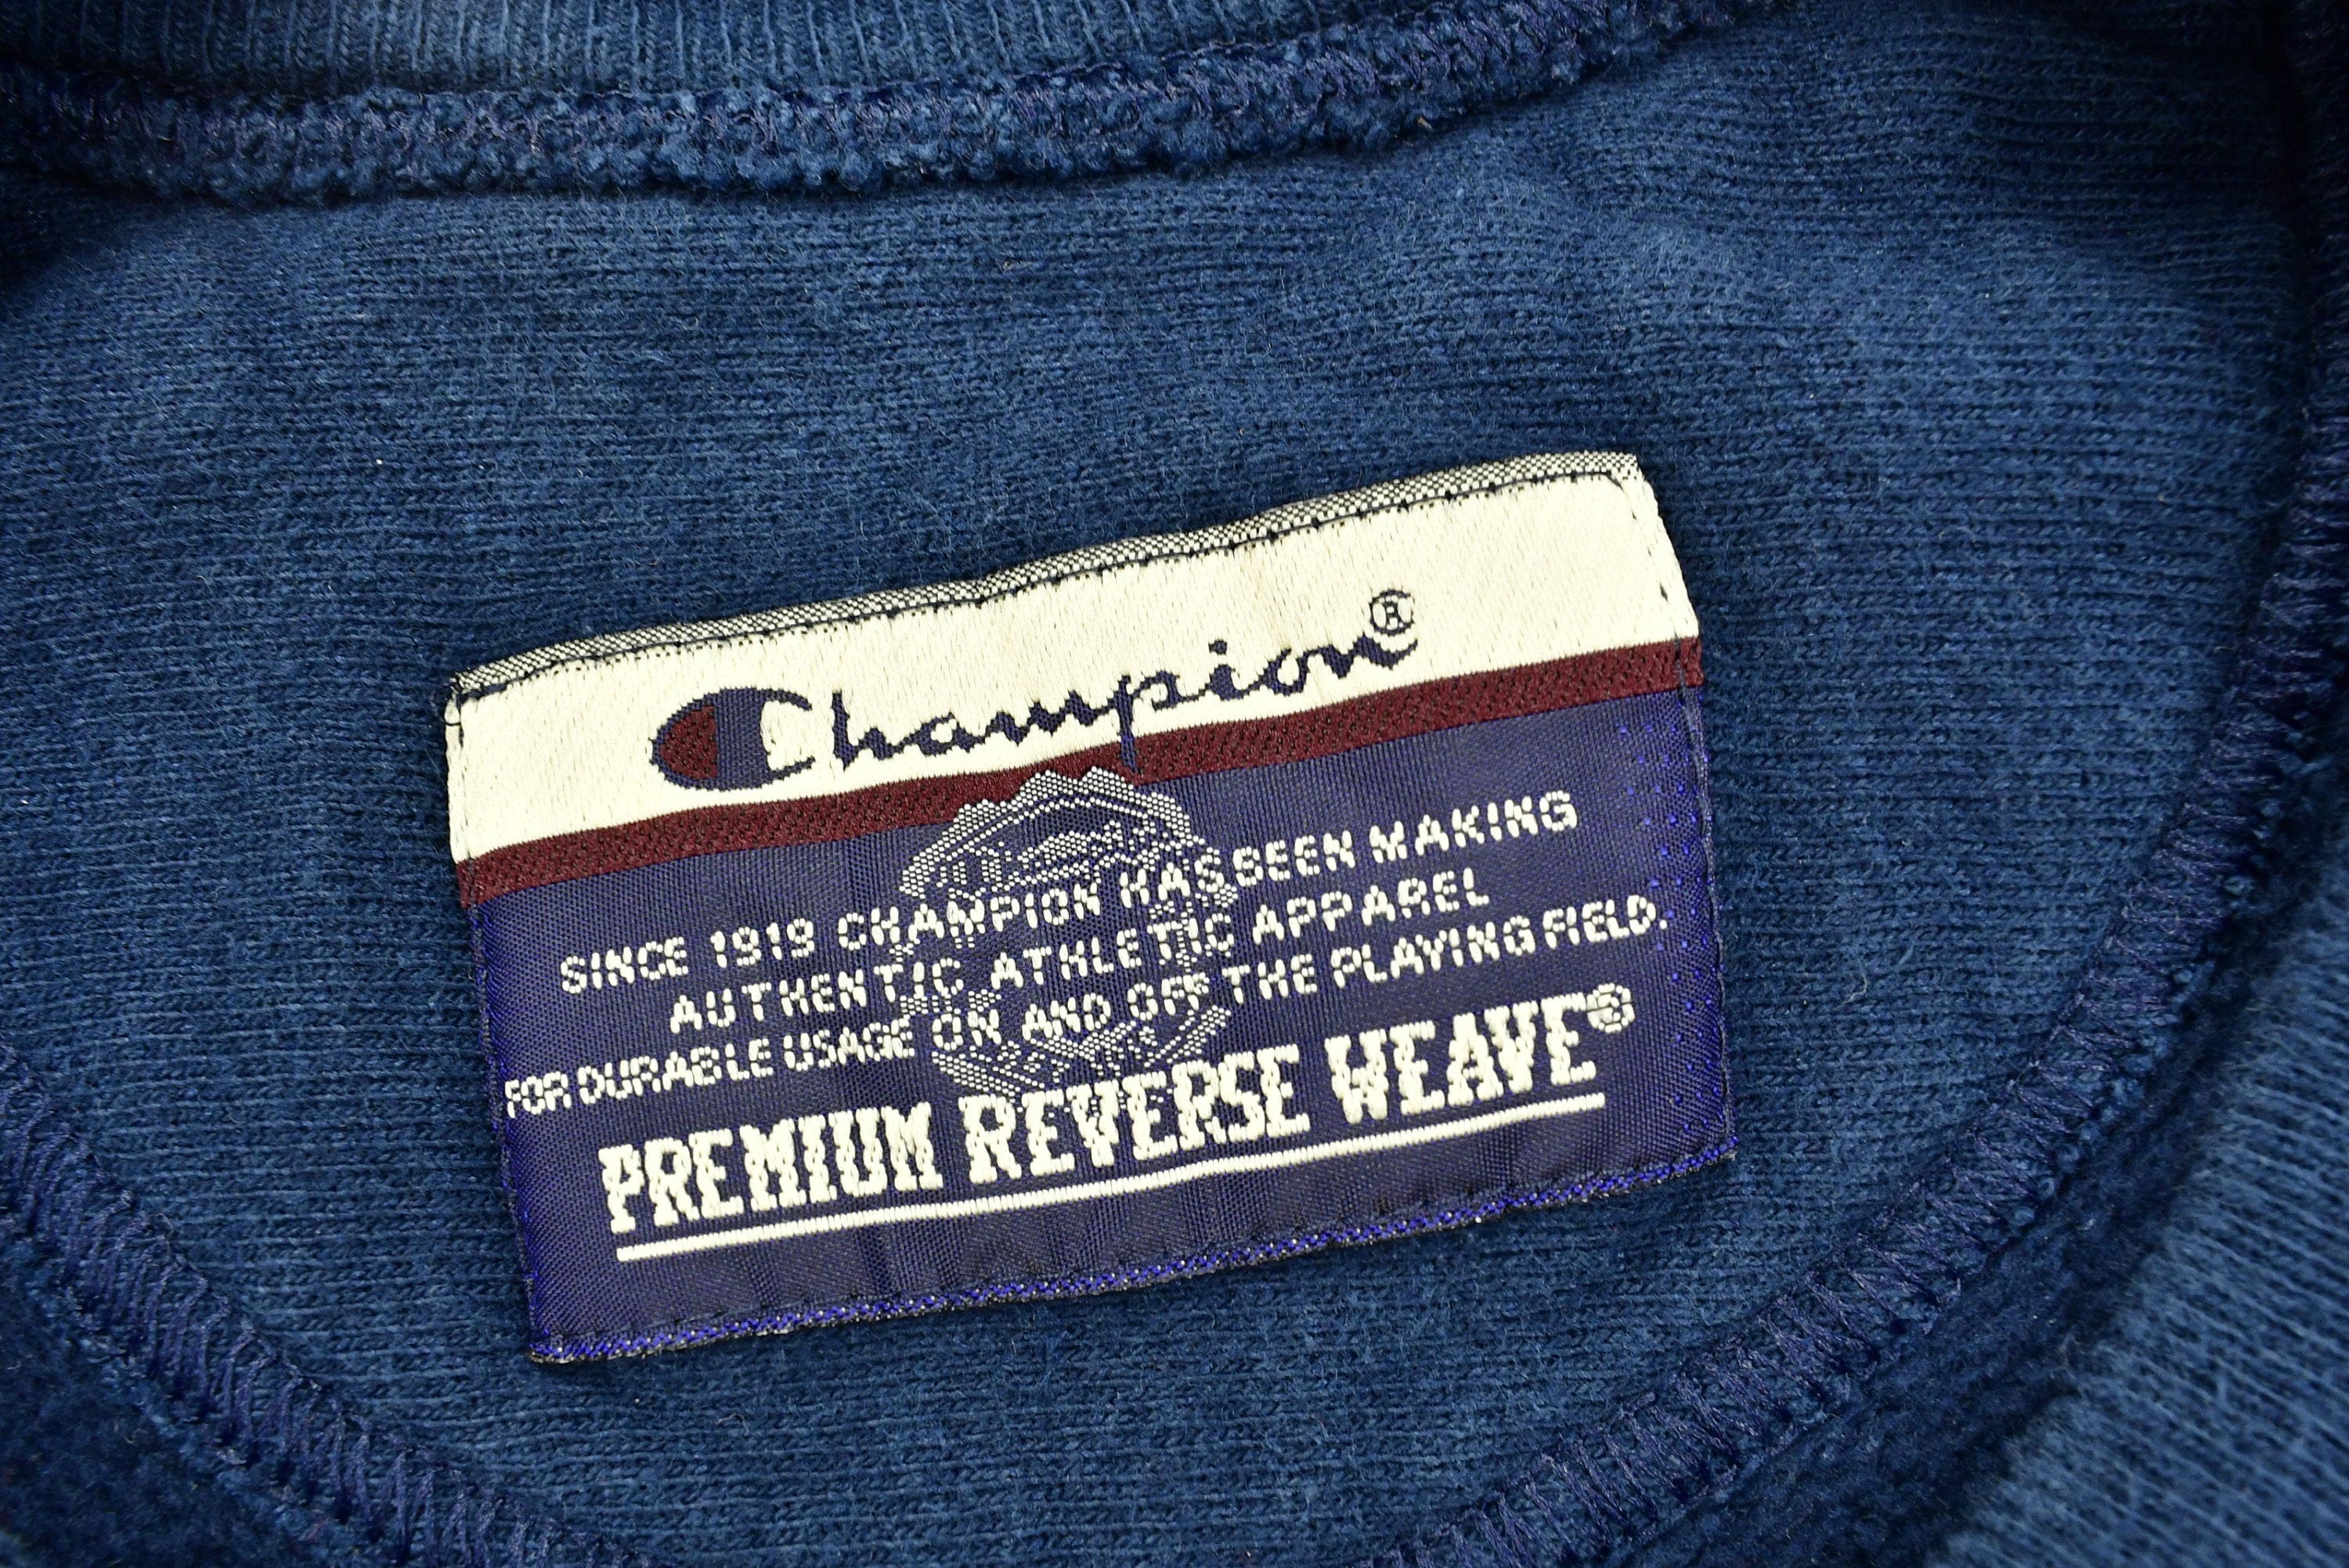 Champion®
SINCE 1919 CHAMPION HAS BEEN MAKING
AUTHENTIC ATHLETIC APPAREL
FOR DURABLE USAGE ON AND OFF THE PLAYING FIELD.
PREMIUM REVERSE WEAVE®